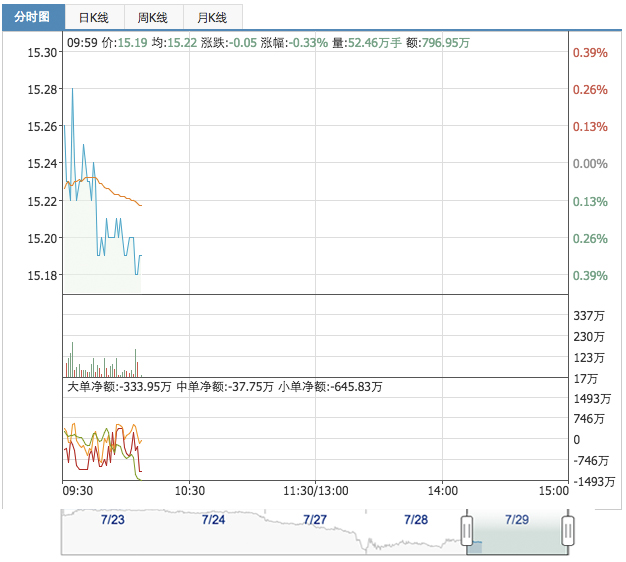 分时图 日K线 周K线 月K线
09:59 价:15.19 均:15.22 涨跌:-0.05 涨幅:-0.33% 量:52.46万手 额:796.95万
15.30 0.39%
15.28 0.26%
15.26 0.13%
15.24 0.00%
15.22 0.13%
15.20 0.26%
15.18 0.39%
337万
230万
123万
17万
大单净额:-333.95万 中单净额:-37.75万 小单净额:-645.83万
1493万
746万
0
-746万
-1493万
09:30 10:30 11:30/13:00 14:00 15:00
7/23 7/24 7/27 7/28 7/29